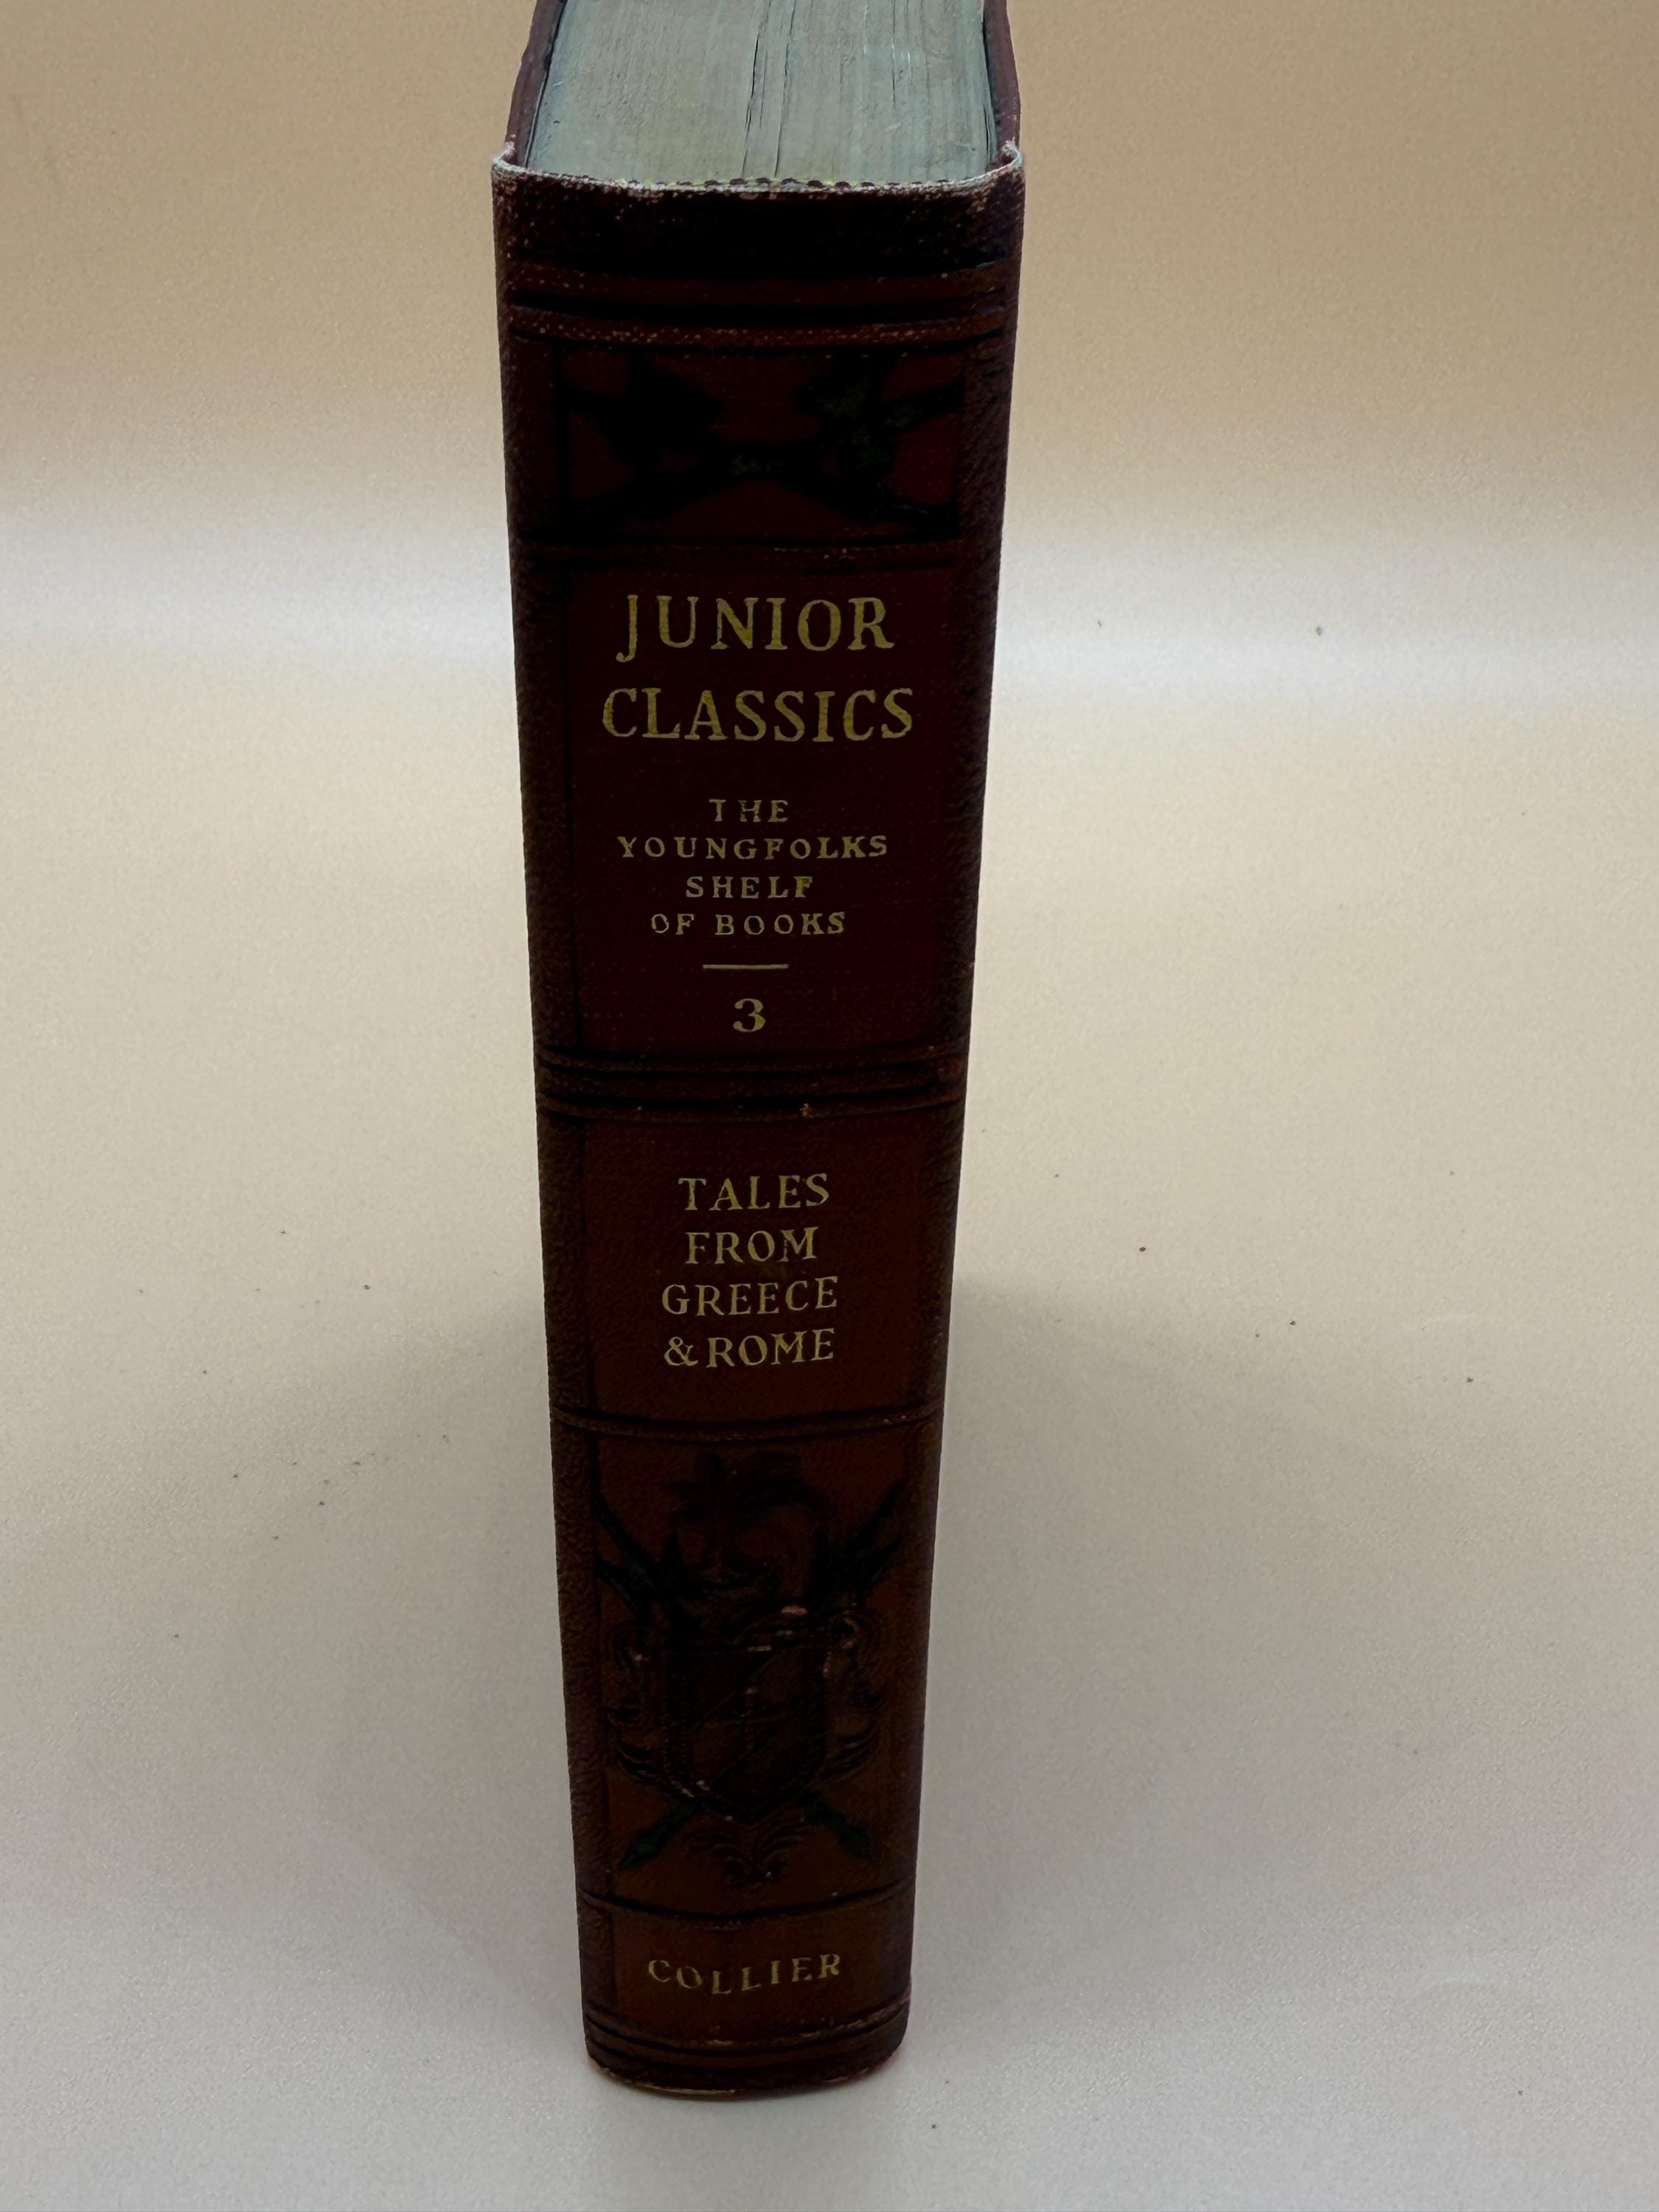 JUNIOR
CLASSICS
THE
YOUNGFOLKS
SHELF
OF BOOKS
3
TALES
FROM
GREECE
& ROME
COLLIER